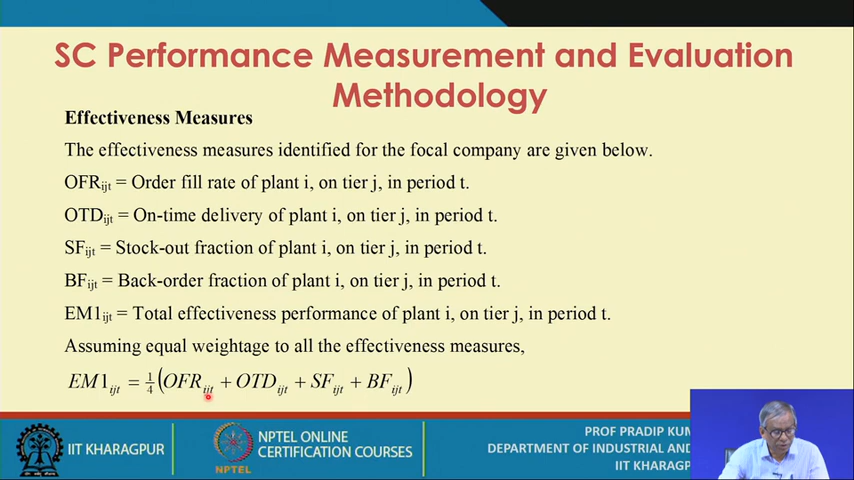 SC Performance Measurement and Evaluation
Methodology
Effectiveness Measures
The effectiveness measures identified for the focal company are given below.
OFRijt = Order fill rate of plant i, on tier j, in period t.
OTDijt = On-time delivery of plant i, on tier j, in period t.
SFijt = Stock-out fraction of plant i, on tier j, in period t.
BFijt = Back-order fraction of plant i, on tier j, in period t.
EM1ijt = Total effectiveness performance of plant i, on tier j, in period t.
Assuming equal weightage to all the effectiveness measures,
EM1ijt = 1/4 (OFRijt + OTDijt + SFijt + BFijt)
IIT KHARAGPUR
NPTEL
NPTEL ONLINE
CERTIFICATION COURSES
PROF PRADIP KUM
DEPARTMENT OF INDUSTRIAL AND
IIT KHARAGP